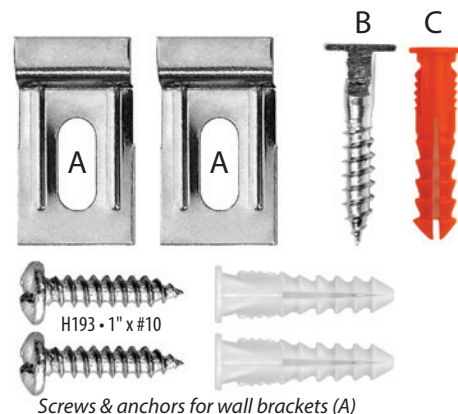 B C
A A
H193 • 1" x #10
Screws & anchors for wall brackets (A)